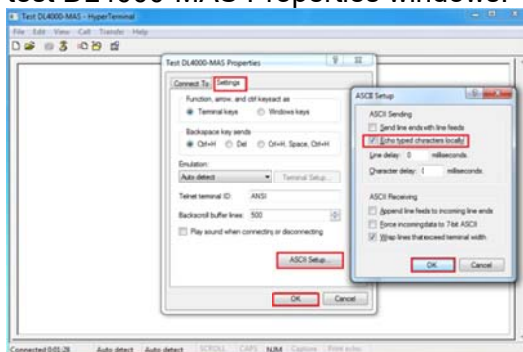 test DL4000-MAS Properties windower
Test DL4000-MAS - HyperTerminal
File Edit View Call Transfer Help
Test DL4000-MAS Properties
Connect To Settings
Function, arrow, and ctrl keys act as
Terminal keys Windows keys
Backspace key sends
Ctrl+H Del Ctrl+H, Space, Ctrl+H
Emulation:
Auto detect Terminal Setup...
Telnet terminal ID: ANSI
Backscroll buffer lines: 500
Play sound when connecting or disconnecting
ASCII Setup...
OK Cancel
ASCII Setup
ASCII Sending
Send line ends with line feeds
Echo typed characters locally
Line delay: 0 milliseconds.
Character delay: milliseconds.
ASCII Receiving
Append line feeds to incoming line ends
Force incoming data to 7-bit ASCII
Wrap lines that exceed terminal width
OK Cancel
Connected 0:01:28 Auto detect Auto detect SCROLL CAPS NUM Capture Print echo